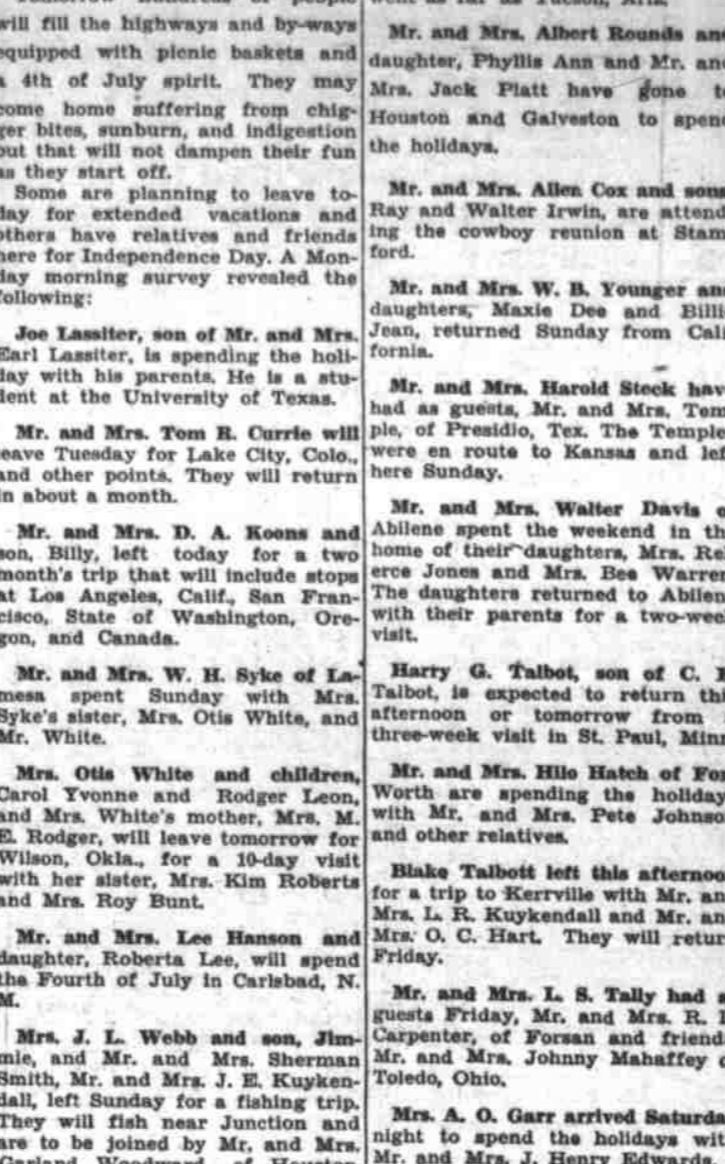 will fill the highways and by-ways
equipped with picnic baskets and
a 4th of July spirit. They may
come home suffering from chig-
ger bites, sunburn, and indigestion
but that will not dampen their fun
as they start off.
Some are planning to leave to-
day for extended vacations and
others have relatives and friends
here for Independence Day. A Mon-
day morning survey revealed the
following:
Joe Lassiter, son of Mr. and Mrs.
Earl Lassiter, is spending the holi-
day with his parents. He is a stu-
dent at the University of Texas.
Mr. and Mrs. Tom R. Currie will
leave Tuesday for Lake City, Colo.,
and other points. They will return
in about a month.
Mr. and Mrs. D. A. Koons and
son, Billy, left today for a two
month's trip that will include stops
at Los Angeles, Calif., San Fran-
cisco, State of Washington, Ore-
gon, and Canada.
Mr. and Mrs. W. H. Syke of La-
mesa spent Sunday with Mrs.
Syke's sister, Mrs. Otis White, and
Mr. White.
Mrs. Otis White and children,
Carol Yvonne and Rodger Leon,
and Mrs. White's mother, Mrs. M.
E. Rodger, will leave tomorrow for
Wilson, Okla., for a 10-day visit
with her sister, Mrs. Kim Roberts
and Mrs. Roy Bunt.
Mr. and Mrs. Lee Hanson and
daughter, Roberta Lee, will spend
the Fourth of July in Carlsbad, N.
M.
Mrs. J. L. Webb and son, Jim-
mie, and Mr. and Mrs. Sherman
Smith, Mr. and Mrs. J. E. Kuyken-
dall, left Sunday for a fishing trip.
They will fish near Junction and
are to be joined by Mr. and Mrs.
Garland Woodward of Houston
went as far as Tucson, Ariz.
Mr. and Mrs. Albert Rounds and
daughter, Phyllis Ann and Mr. and
Mrs. Jack Platt have gone to
Houston and Galveston to spend
the holidays.
Mr. and Mrs. Allen Cox and sons
Ray and Walter Irwin, are attend-
ing the cowboy reunion at Stam-
ford.
Mr. and Mrs. W. B. Younger and
daughters, Maxie Dee and Billie
Jean, returned Sunday from Cali-
fornia.
Mr. and Mrs. Harold Steck have
had as guests, Mr. and Mrs. Tem-
ple, of Presidio, Tex. The Temples
were en route to Kansas and left
here Sunday.
Mr. and Mrs. Walter Davis of
Abilene spent the weekend in the
home of their daughters, Mrs. Re-
erce Jones and Mrs. Bee Warren.
The daughters returned to Abilene
with their parents for a two-week
visit.
Harry G. Talbot, son of C.
Talbot, is expected to return this
afternoon or tomorrow from
three-week visit in St. Paul, Minn
Mr. and Mrs. Hilo Hatch of Fort
Worth are spending the holidays
with Mr. and Mrs. Pete Johnson
and other relatives.
Blake Talbott left this afternoon
for a trip to Kerrville with Mr. and
Mrs. L. R. Kuykendall and Mr. and
Mrs. O. C. Hart. They will return
Friday.
Mr. and Mrs. L. S. Tally had
guests Friday, Mr. and Mrs. R.
Carpenter, of Forsan and friends
Mr. and Mrs. Johnny Mahaffey of
Toledo, Ohio.
Mrs. A. O. Garr arrived Saturday
night to spend the holidays with
Mr. and Mrs. J. Henry Edwards.